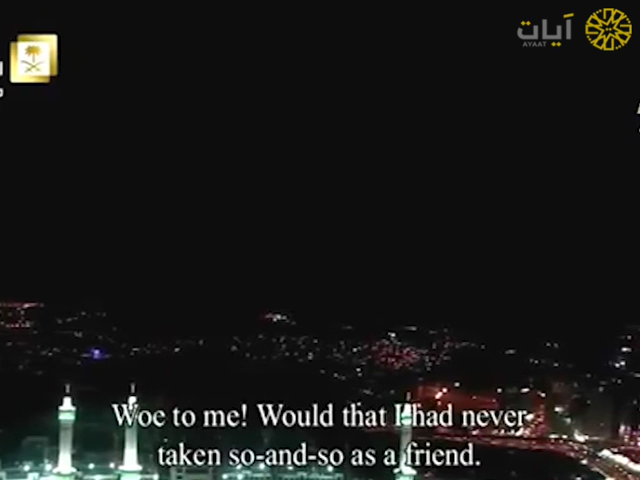 آيات
AYAAT
Woe to me! Would that I had never
taken so-and-so as a friend.